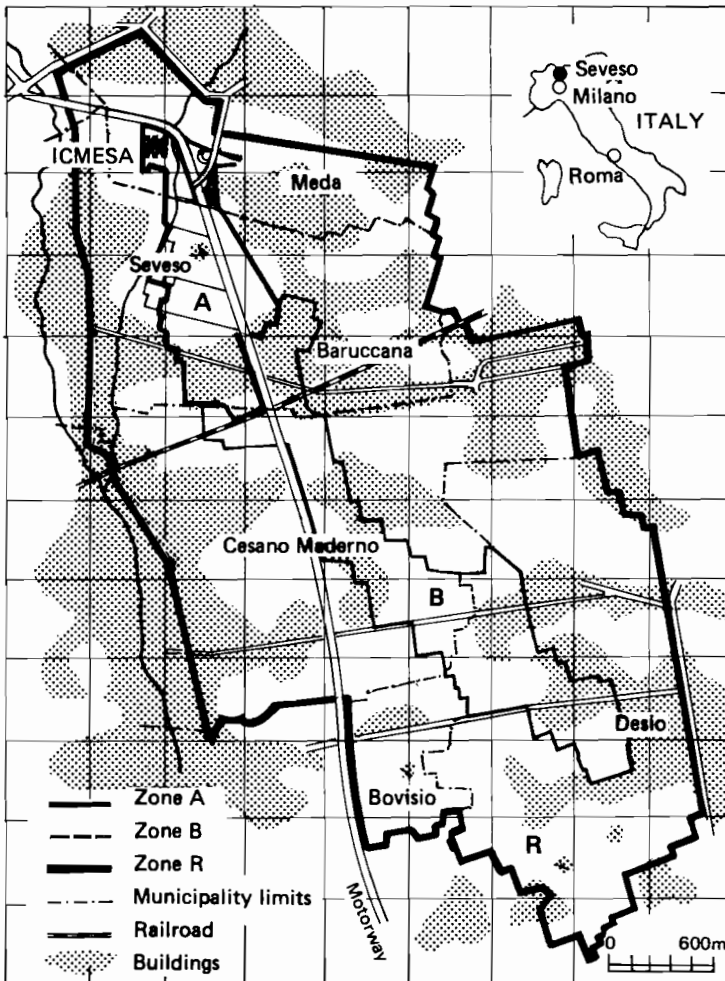 Seveso
Milano
ITALY
Roma
ICMESA
Meda
Seveso
A
Baruccana
Cesano Maderno
B
Desio
Bovisio
R
Zone A
Zone B
Zone R
Municipality limits
Railroad
Buildings
Motorway
0 600m